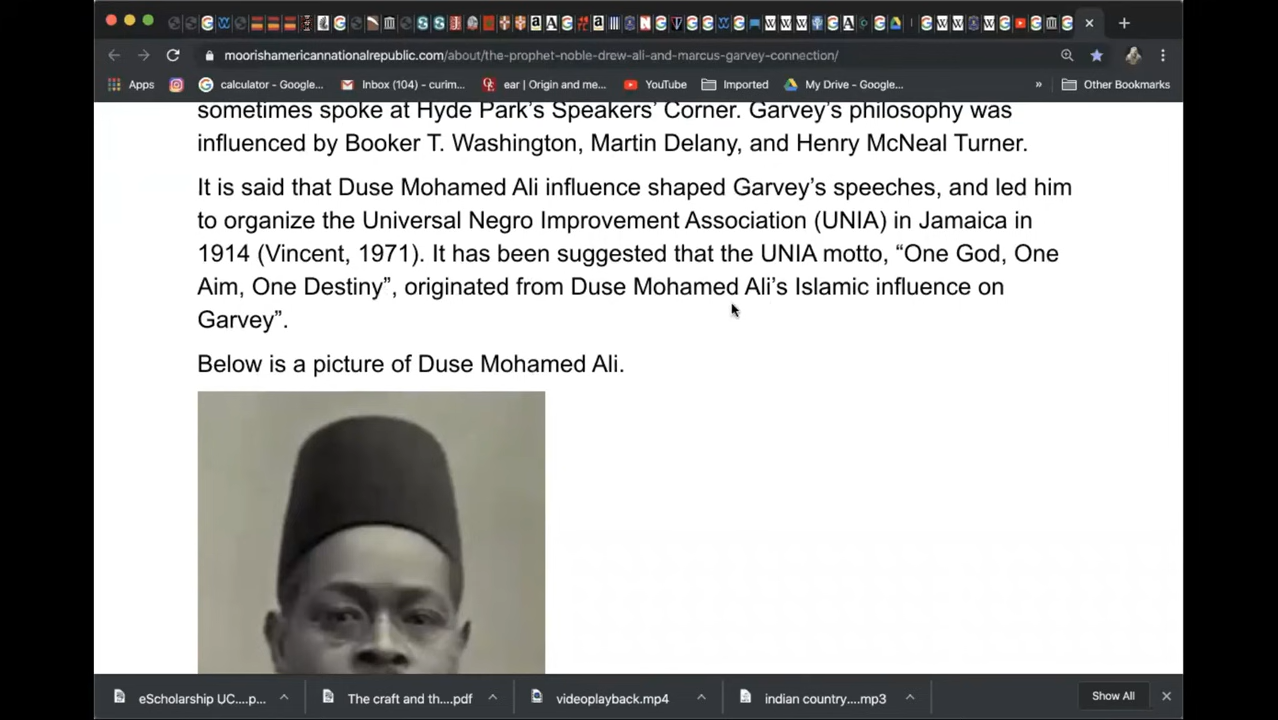 moorishamericannationalrepublic.com/about/the-prophet-noble-drew-ali-and-marcus-garvey-connection/
Apps calculator - Google... Inbox (104) – curim... ear | Origin and me... YouTube Imported My Drive - Google... » Other Bookmarks
sometimes spoke at Hyde Park’s Speakers’ Corner. Garvey’s philosophy was
influenced by Booker T. Washington, Martin Delany, and Henry McNeal Turner.
It is said that Duse Mohamed Ali influence shaped Garvey’s speeches, and led him
to organize the Universal Negro Improvement Association (UNIA) in Jamaica in
1914 (Vincent, 1971). It has been suggested that the UNIA motto, “One God, One
Aim, One Destiny”, originated from Duse Mohamed Ali’s Islamic influence on
Garvey”.
Below is a picture of Duse Mohamed Ali.
eScholarship UC....p... The craft and th....pdf videoplayback.mp4 indian country....mp3 Show All